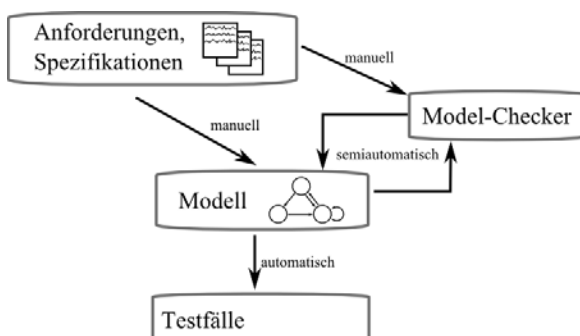 Anforderungen,
Spezifikationen
manuell
Model-Checker
manuell
semiautomatisch
Modell
automatisch
Testfälle